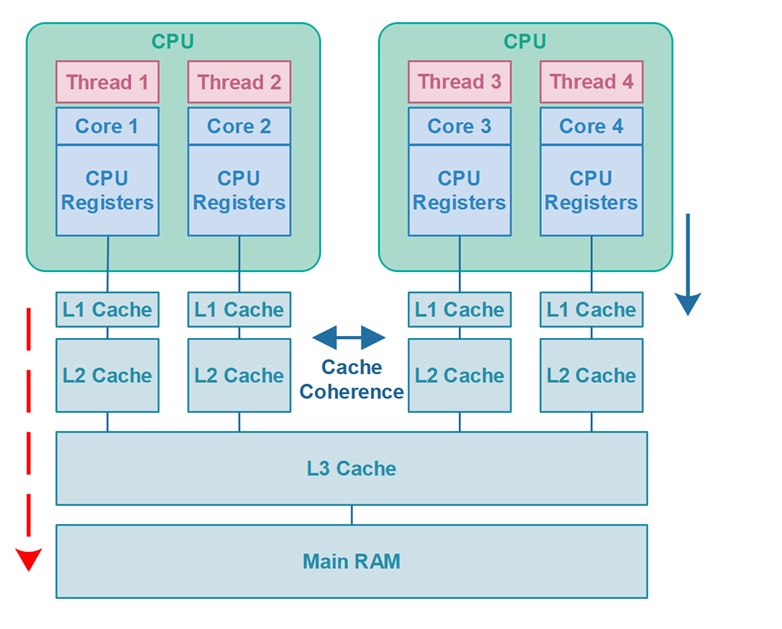 CPU
CPU
Thread 1
Thread 2
Thread 3
Thread 4
Core 1
Core 2
Core 3
Core 4
CPU
Registers
CPU
Registers
CPU
Registers
CPU
Registers
L1 Cache
L1 Cache
L1 Cache
L1 Cache
L2 Cache
L2 Cache
Cache
Coherence
L2 Cache
L2 Cache
L3 Cache
Main RAM